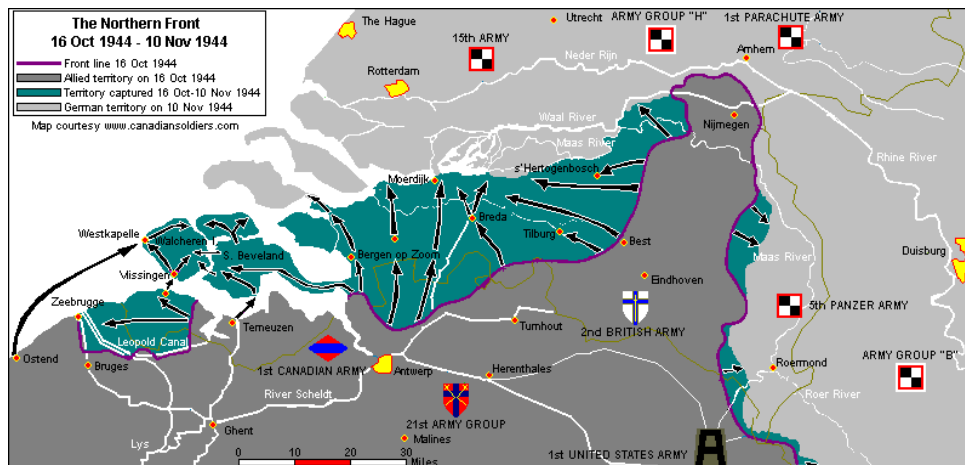 The Northern Front
16 Oct 1944 - 10 Nov 1944
Front line 16 Oct 1944
Allied territory on 16 Oct 1944
Territory captured 16 Oct-10 Nov 1944
German territory on 10 Nov 1944
Map courtesy www.canadiansoldiers.com
The Hague
Utrecht
ARMY GROUP "H"
1st PARACHUTE ARMY
15th ARMY
Neder Rijn
Arnhem
Rotterdam
Waal River
Nijmegen
Maas River
Rhine River
s'Hertogenbosch
Moerdijk
Breda
Westkapelle
Walcheren I.
Tilburg
Best
S. Beveland
Bergen op Zoom
Duisburg
Maas River
Vlissingen
Eindhoven
Zeebrugge
5th PANZER ARMY
Terneuzen
Turnhout
2nd BRITISH ARMY
Leopold Canal
Ostend
Bruges
1st CANADIAN ARMY
Antwerp
Herenthales
Roermond
ARMY GROUP "B"
River Scheldt
Roer River
21st ARMY GROUP
Ghent
Malines
Lys
1st UNITED STATES ARMY
A
0 10 20 30
Miles